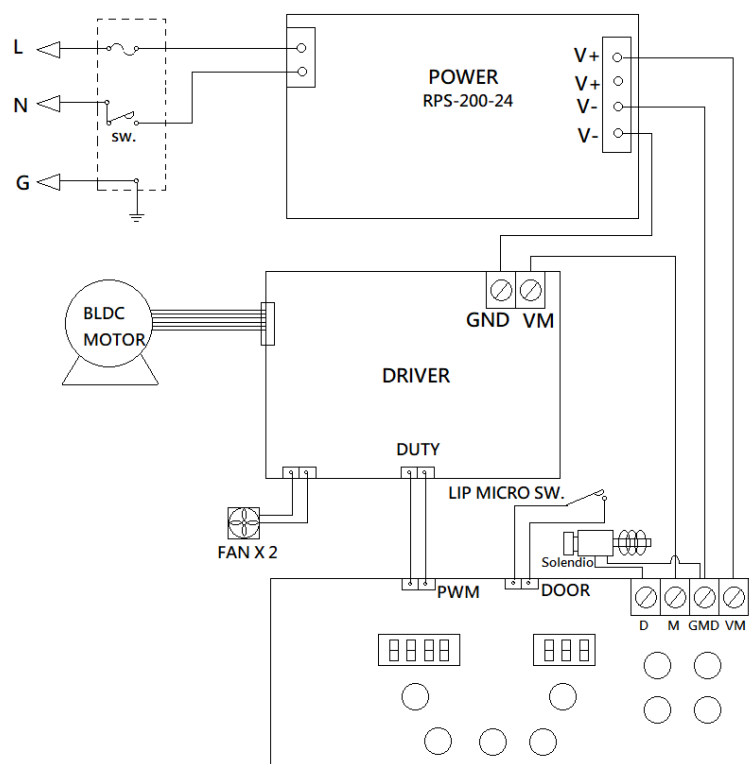 L
N
G
sw.
POWER
RPS-200-24
V+
V+
V-
V-
BLDC
MOTOR
GND VM
DRIVER
DUTY
FAN X 2
LIP MICRO SW.
Solendio
PWM
DOOR
D M GMD VM